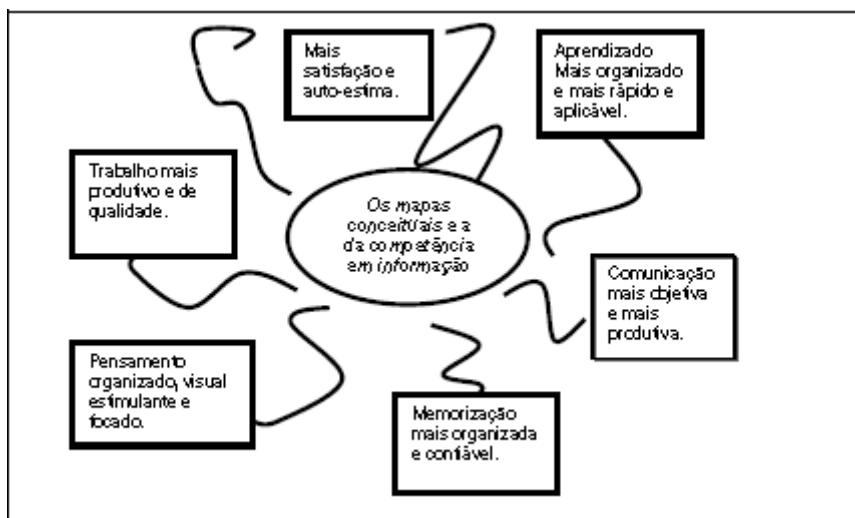 Mais
satisfação e
auto-estima.
Aprendizado
Mais organizado
e mais rápido e
aplicável.
Trabalho mais
produtivo e de
qualidade.
Os mapas
conceituais e a
da competência
em informação
Comunicação
mais objetiva
e mais
produtiva.
Pensamento
organizado, visual
estimulante e
focado.
Memorização
mais organizada
e confiável.